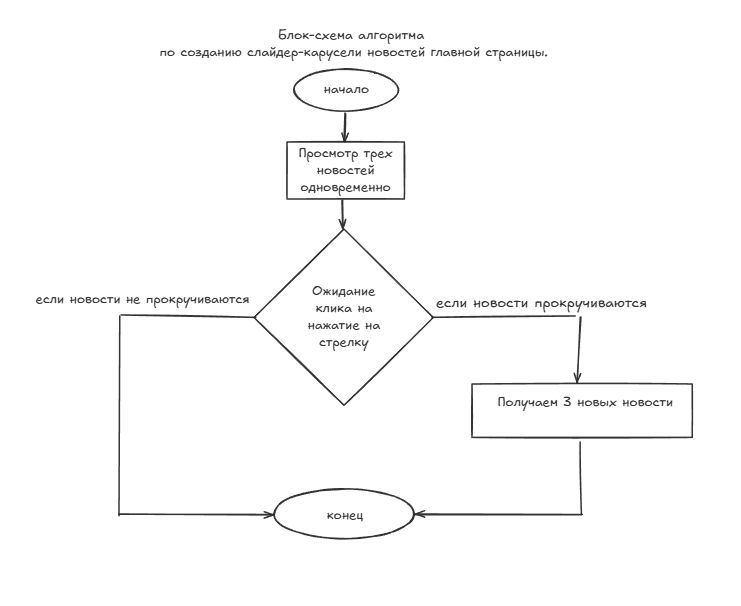 Блок-схема алгоритма
по созданию слайдер-карусели новостей главной страницы.
начало
Просмотр трех
новостей
одновременно
Ожидание
клика на
нажатие на
стрелку
если новости не прокручиваются
если новости прокручиваются
Получаем 3 новых новости
конец